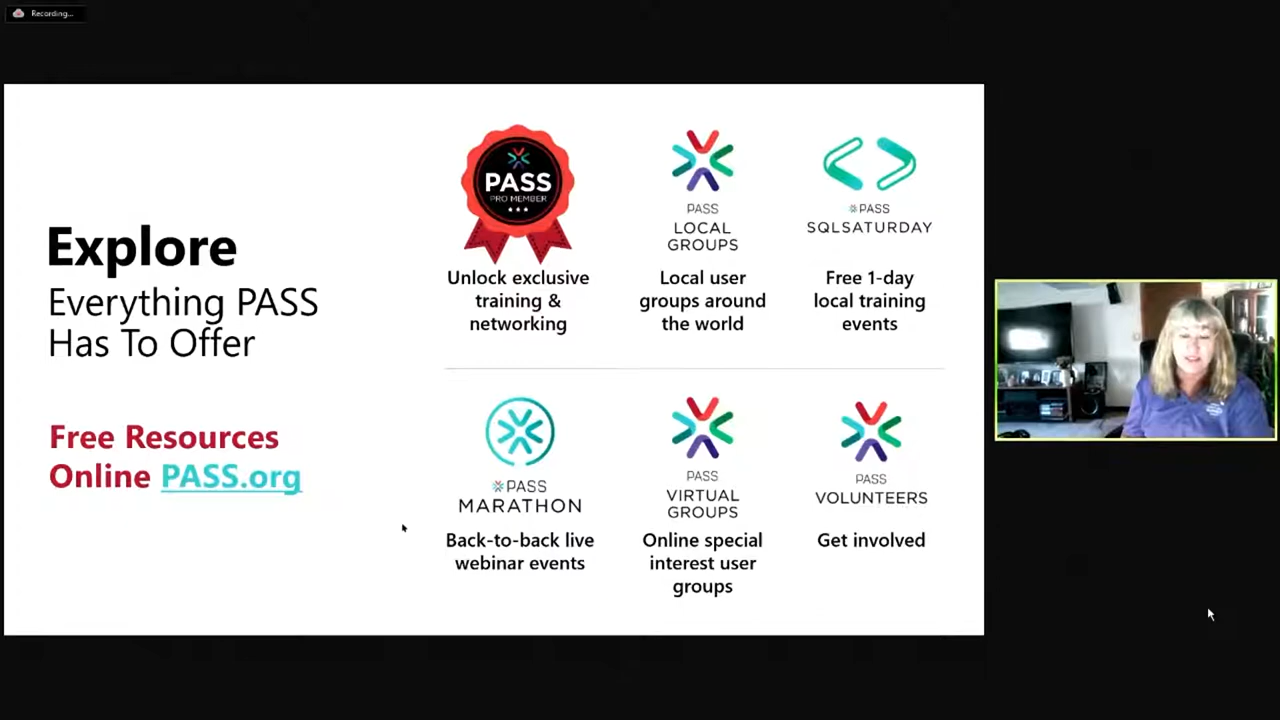 Recording...
Explore
Everything PASS
Has To Offer
Free Resources
Online PASS.org
PASS
PRO MEMBER
Unlock exclusive
training &
networking
PASS
LOCAL
GROUPS
Local user
groups around
the world
PASS
SQLSATURDAY
Free 1-day
local training
events
PASS
MARATHON
Back-to-back live
webinar events
PASS
VIRTUAL
GROUPS
Online special
interest user
groups
PASS
VOLUNTEERS
Get involved